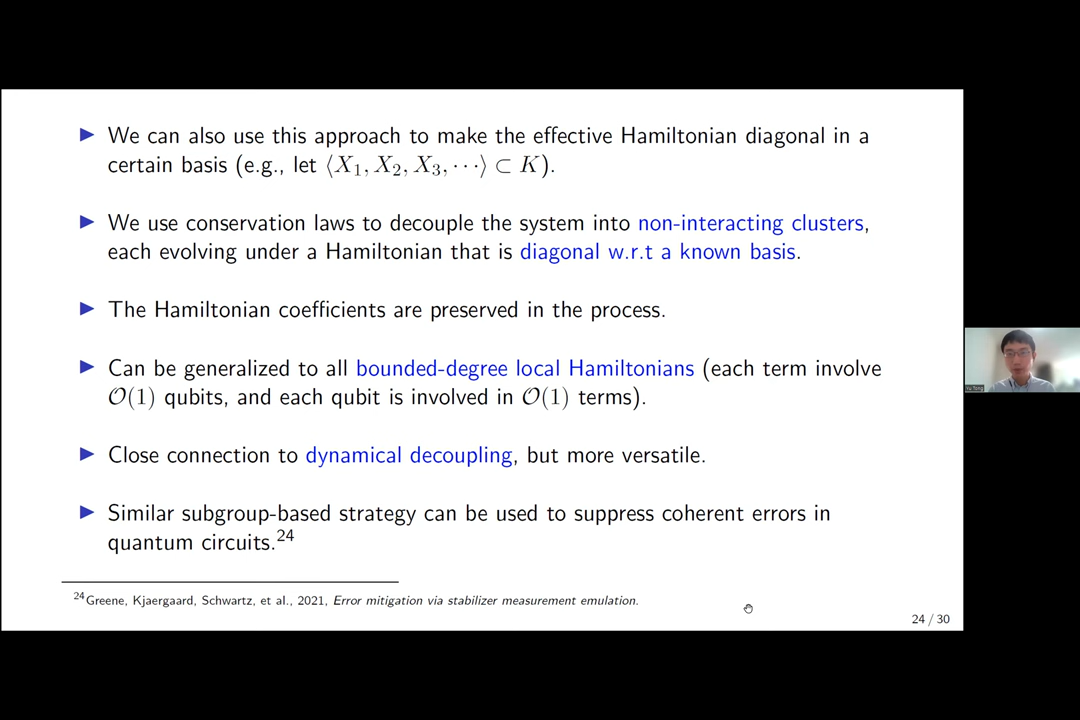 ▶ We can also use this approach to make the effective Hamiltonian diagonal in a
certain basis (e.g., let ⟨X₁, X₂, X₃, ⋯⟩ ⊂ K).
▶ We use conservation laws to decouple the system into non-interacting clusters,
each evolving under a Hamiltonian that is diagonal w.r.t a known basis.
▶ The Hamiltonian coefficients are preserved in the process.
▶ Can be generalized to all bounded-degree local Hamiltonians (each term involve
𝒪(1) qubits, and each qubit is involved in 𝒪(1) terms).
▶ Close connection to dynamical decoupling, but more versatile.
▶ Similar subgroup-based strategy can be used to suppress coherent errors in
quantum circuits.²⁴
²⁴Greene, Kjaergaard, Schwartz, et al., 2021, Error mitigation via stabilizer measurement emulation.
24 / 30
Yu Tong